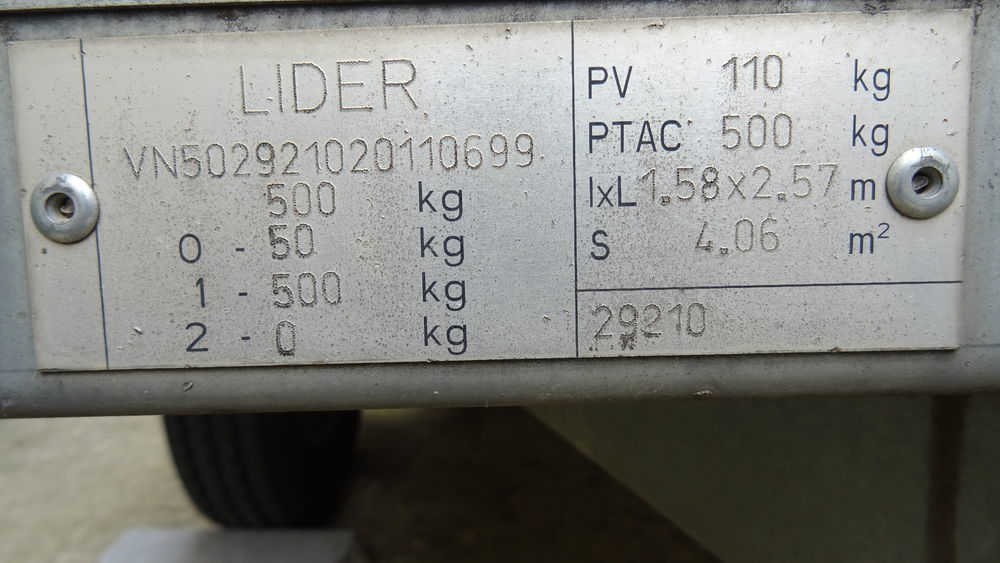 LIDER
VN502921020110699
500 kg
0 - 50 kg
1 - 500 kg
2 - 0 kg
PV 110 kg
PTAC 500 kg
lxL 1.58x2.57 m
S 4.06 m²
29210